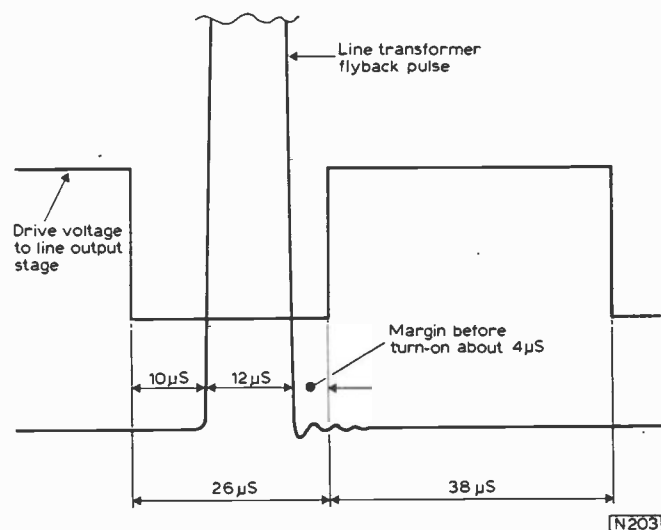 Line transformer
flyback pulse
Drive voltage
to line output
stage
Margin before
turn-on about 4µS
10µS
12µS
26µS
38µS
N203